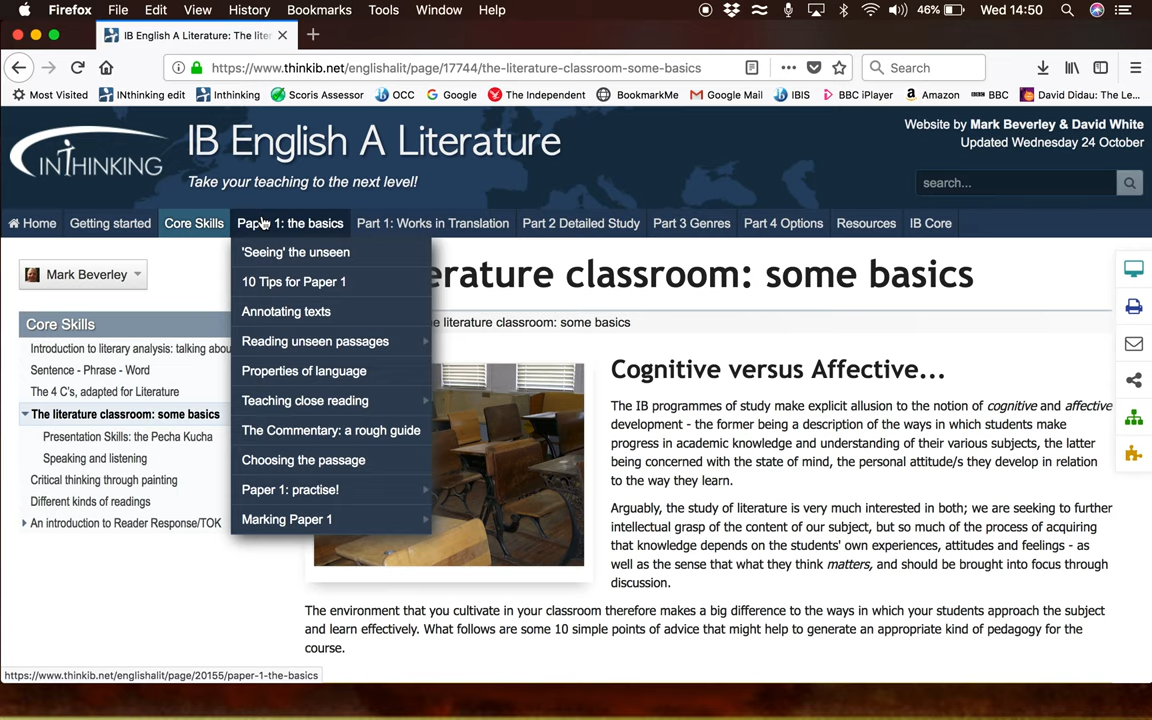 Firefox File Edit View History Bookmarks Tools Window Help 46% Wed 14:50
IB English A Literature: The liter
https://www.thinkib.net/englishalit/page/17744/the-literature-classroom-some-basics Search
Most Visited INthinking edit Inthinking Scoris Assessor OCC Google The Independent BookmarkMe Google Mail IBIS BBC iPlayer Amazon BBC David Didau: The Le...
INTHINKING
IB English A Literature
Take your teaching to the next level!
Website by Mark Beverley & David White
Updated Wednesday 24 October
search...
Home Getting started Core Skills Paper 1: the basics Part 1: Works in Translation Part 2 Detailed Study Part 3 Genres Part 4 Options Resources IB Core
'Seeing' the unseen
10 Tips for Paper 1
Annotating texts
Reading unseen passages
Properties of language
Teaching close reading
The Commentary: a rough guide
Choosing the passage
Paper 1: practise!
Marking Paper 1
Mark Beverley
Core Skills
Introduction to literary analysis: talking abou
Sentence - Phrase - Word
The 4 C's, adapted for Literature
The literature classroom: some basics
Presentation Skills: the Pecha Kucha
Speaking and listening
Critical thinking through painting
Different kinds of readings
An introduction to Reader Response/TOK
erature classroom: some basics
e literature classroom: some basics
Cognitive versus Affective...
The IB programmes of study make explicit allusion to the notion of cognitive and affective
development - the former being a description of the ways in which students make
progress in academic knowledge and understanding of their various subjects, the latter
being concerned with the state of mind, the personal attitude/s they develop in relation
to the way they learn.
Arguably, the study of literature is very much interested in both; we are seeking to further
intellectual grasp of the content of our subject, but so much of the process of acquiring
that knowledge depends on the students' own experiences, attitudes and feelings - as
well as the sense that what they think matters, and should be brought into focus through
discussion.
The environment that you cultivate in your classroom therefore makes a big difference to the ways in which your students approach the subject
and learn effectively. What follows are some 10 simple points of advice that might help to generate an appropriate kind of pedagogy for the
course.
https://www.thinkib.net/englishalit/page/20155/paper-1-the-basics